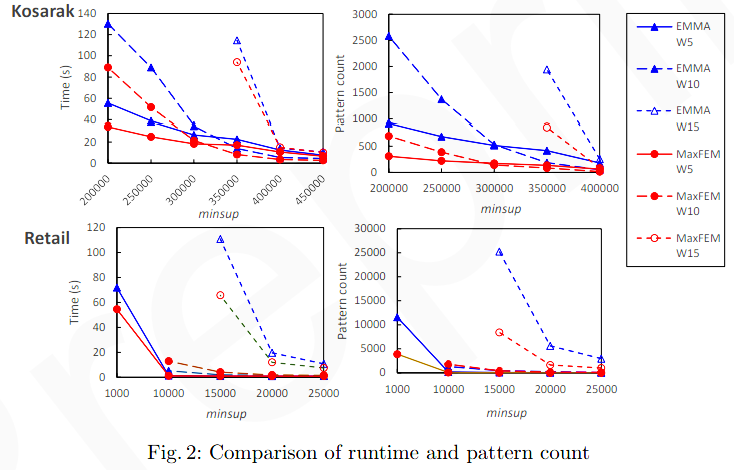 Kosarak
140
120
100
80
60
40
20
0
Time (s)
200000
250000
300000
350000
400000
450000
minsup
3000
2500
2000
1500
1000
500
0
Pattern count
200000
250000
300000
350000
400000
minsup
EMMA
W5
EMMA
W10
EMMA
W15
MaxFEM
W5
MaxFEM
W10
MaxFEM
W15
Retail
120
100
80
60
40
20
0
Time (s)
1000
10000
15000
20000
25000
minsup
30000
25000
20000
15000
10000
5000
0
Pattern count
1000
10000
15000
20000
25000
minsup
Fig. 2: Comparison of runtime and pattern count